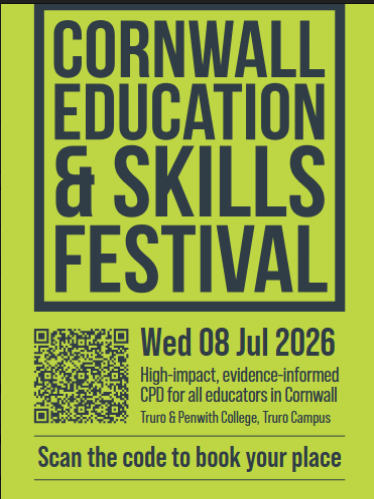 CORNWALL
EDUCATION
& SKILLS
FESTIVAL
Wed 08 Jul 2026
High-impact, evidence-informed
CPD for all educators in Cornwall
Truro & Penwith College, Truro Campus
Scan the code to book your place